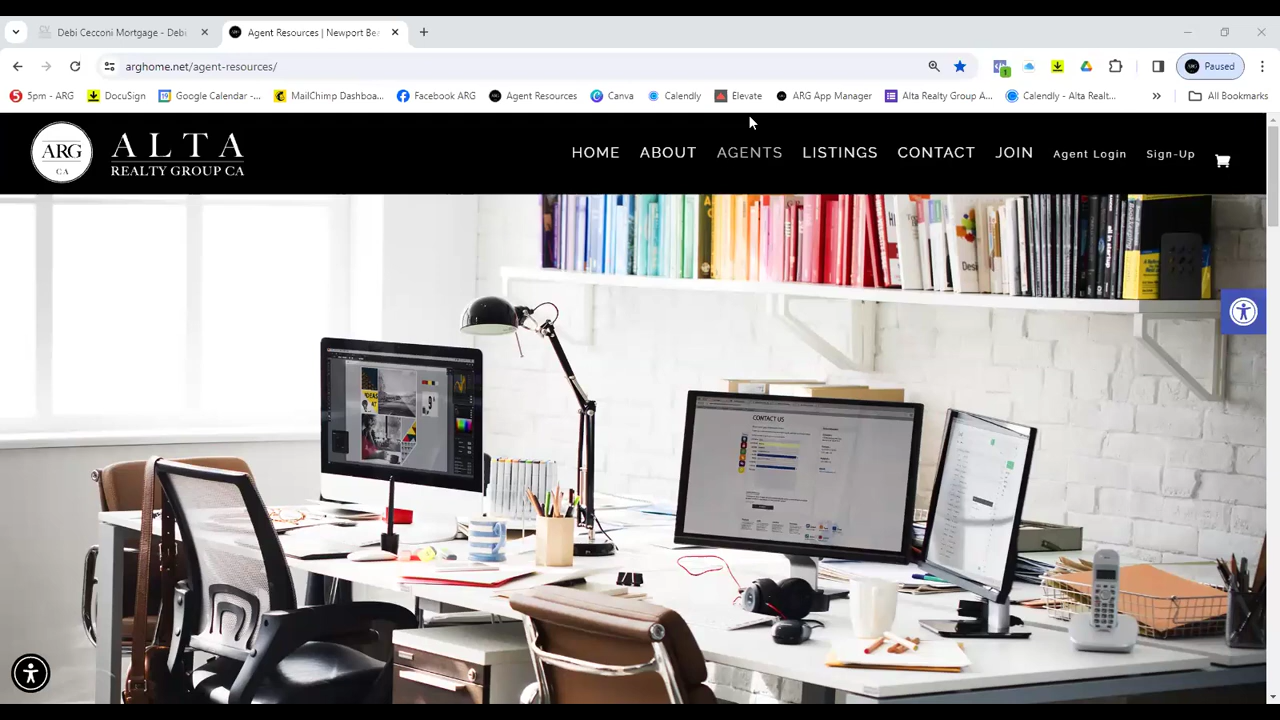 Debi Cecconi Mortgage - Debi
Agent Resources | Newport Bea
arghome.net/agent-resources/
Paused
5pm - ARG
DocuSign
Google Calendar -...
MailChimp Dashboa...
Facebook ARG
Agent Resources
Canva
Calendly
Elevate
ARG App Manager
Alta Realty Group A...
Calendly - Alta Realt...
All Bookmarks
ARG
CA
ALTA
REALTY GROUP CA
HOME
ABOUT
AGENTS
LISTINGS
CONTACT
JOIN
Agent Login
Sign-Up
CONTACT US